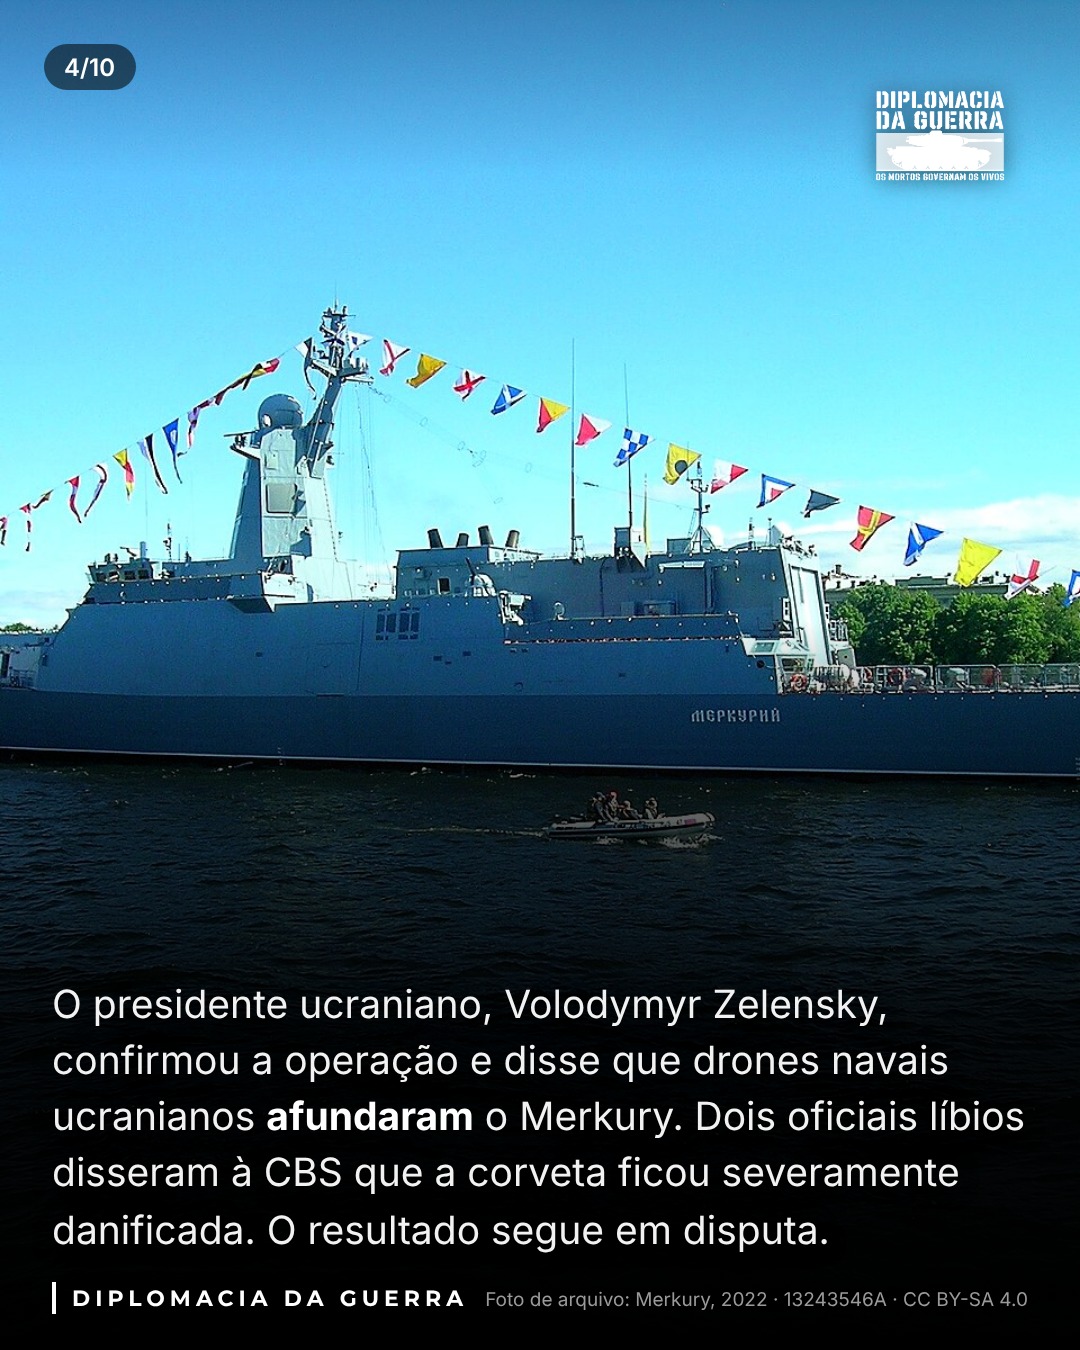 4/10
DIPLOMACIA
DA GUERRA
OS MORTOS GOVERNAM OS VIVOS
МЕРКУРИЙ
O presidente ucraniano, Volodymyr Zelensky,
confirmou a operação e disse que drones navais
ucranianos afundaram o Merkury. Dois oficiais líbios
disseram à CBS que a corveta ficou severamente
danificada. O resultado segue em disputa.
DIPLOMACIA DA GUERRA Foto de arquivo: Merkury, 2022 · 13243546A · CC BY-SA 4.0